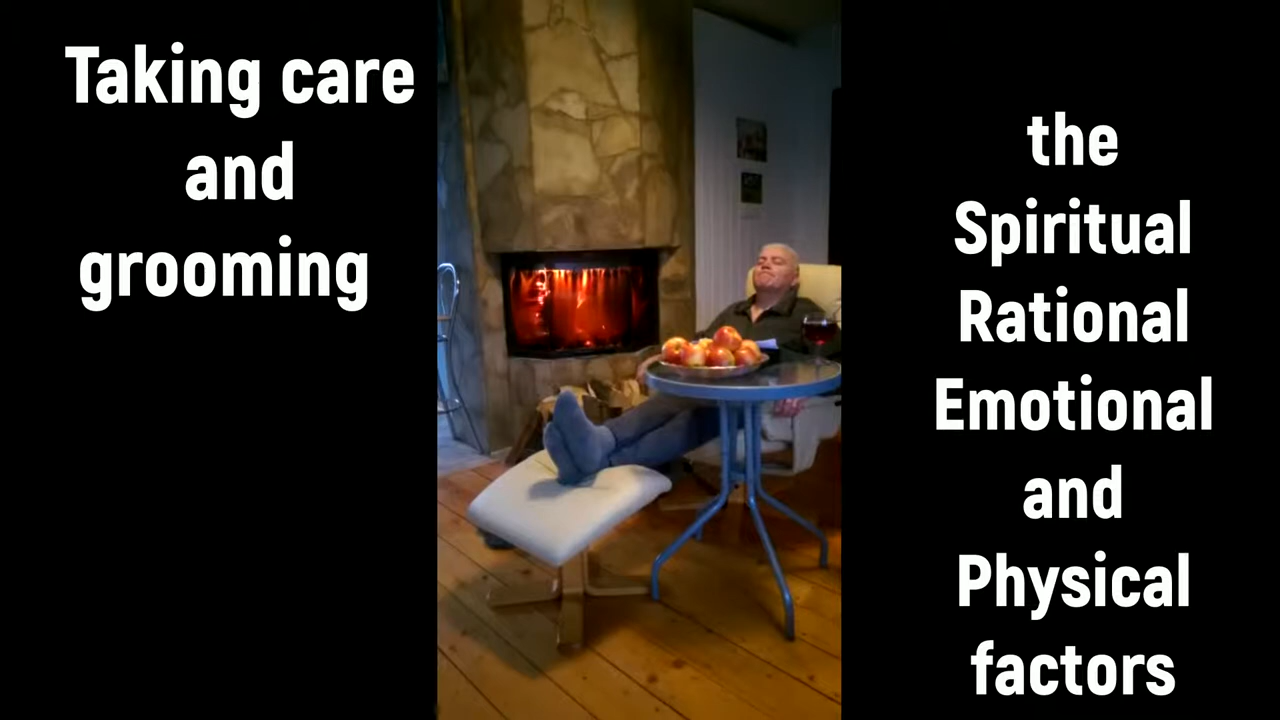 Taking care
and
grooming
the
Spiritual
Rational
Emotional
and
Physical
factors